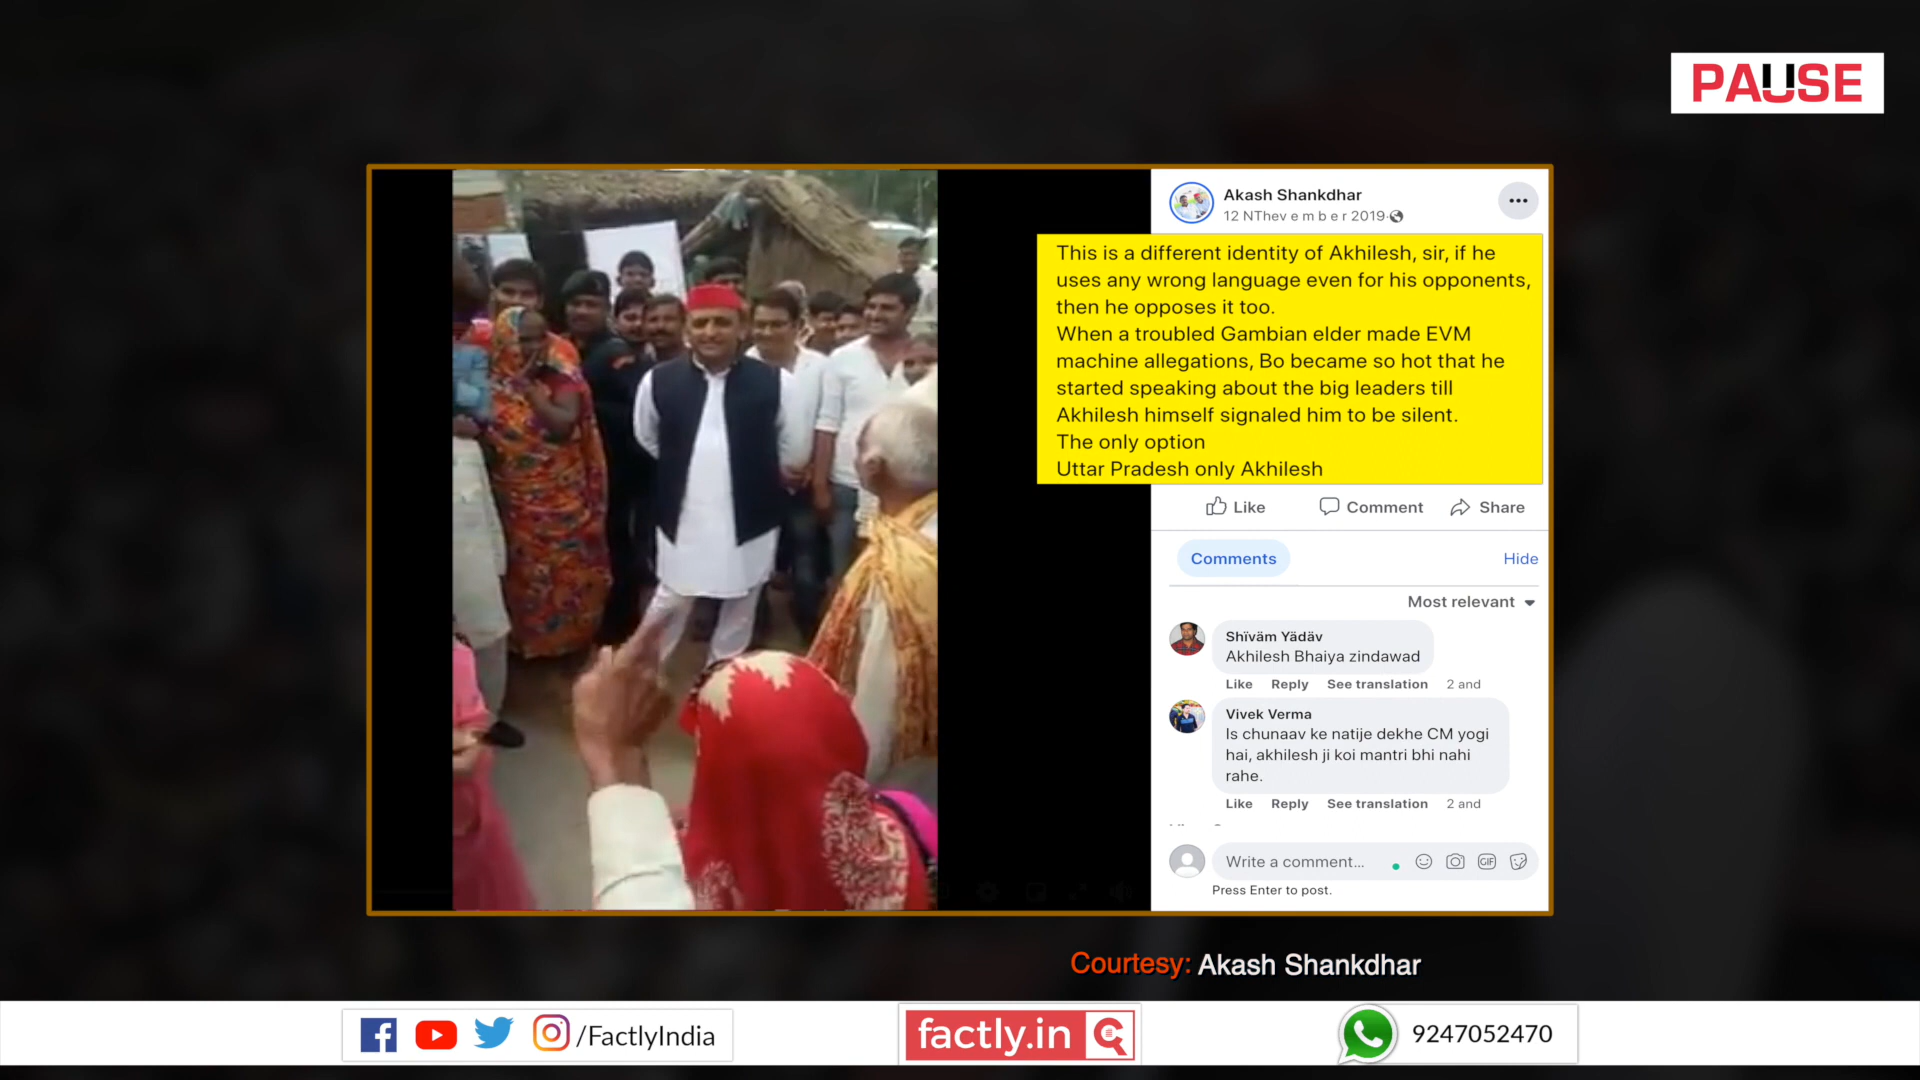 PAUSE
Akash Shankdhar
12 NThev e m b e r 2019
This is a different identity of Akhilesh, sir, if he
uses any wrong language even for his opponents,
then he opposes it too.
When a troubled Gambian elder made EVM
machine allegations, Bo became so hot that he
started speaking about the big leaders till
Akhilesh himself signaled him to be silent.
The only option
Uttar Pradesh only Akhilesh
Like Comment Share
Comments Hide
Most relevant
Shïväm Yädäv
Akhilesh Bhaiya zindawad
Like Reply See translation 2 and
Vivek Verma
Is chunaav ke natije dekhe CM yogi
hai, akhilesh ji koi mantri bhi nahi
rahe.
Like Reply See translation 2 and
Write a comment... GIF
Press Enter to post.
Courtesy: Akash Shankdhar
/FactlyIndia
factly.in
9247052470